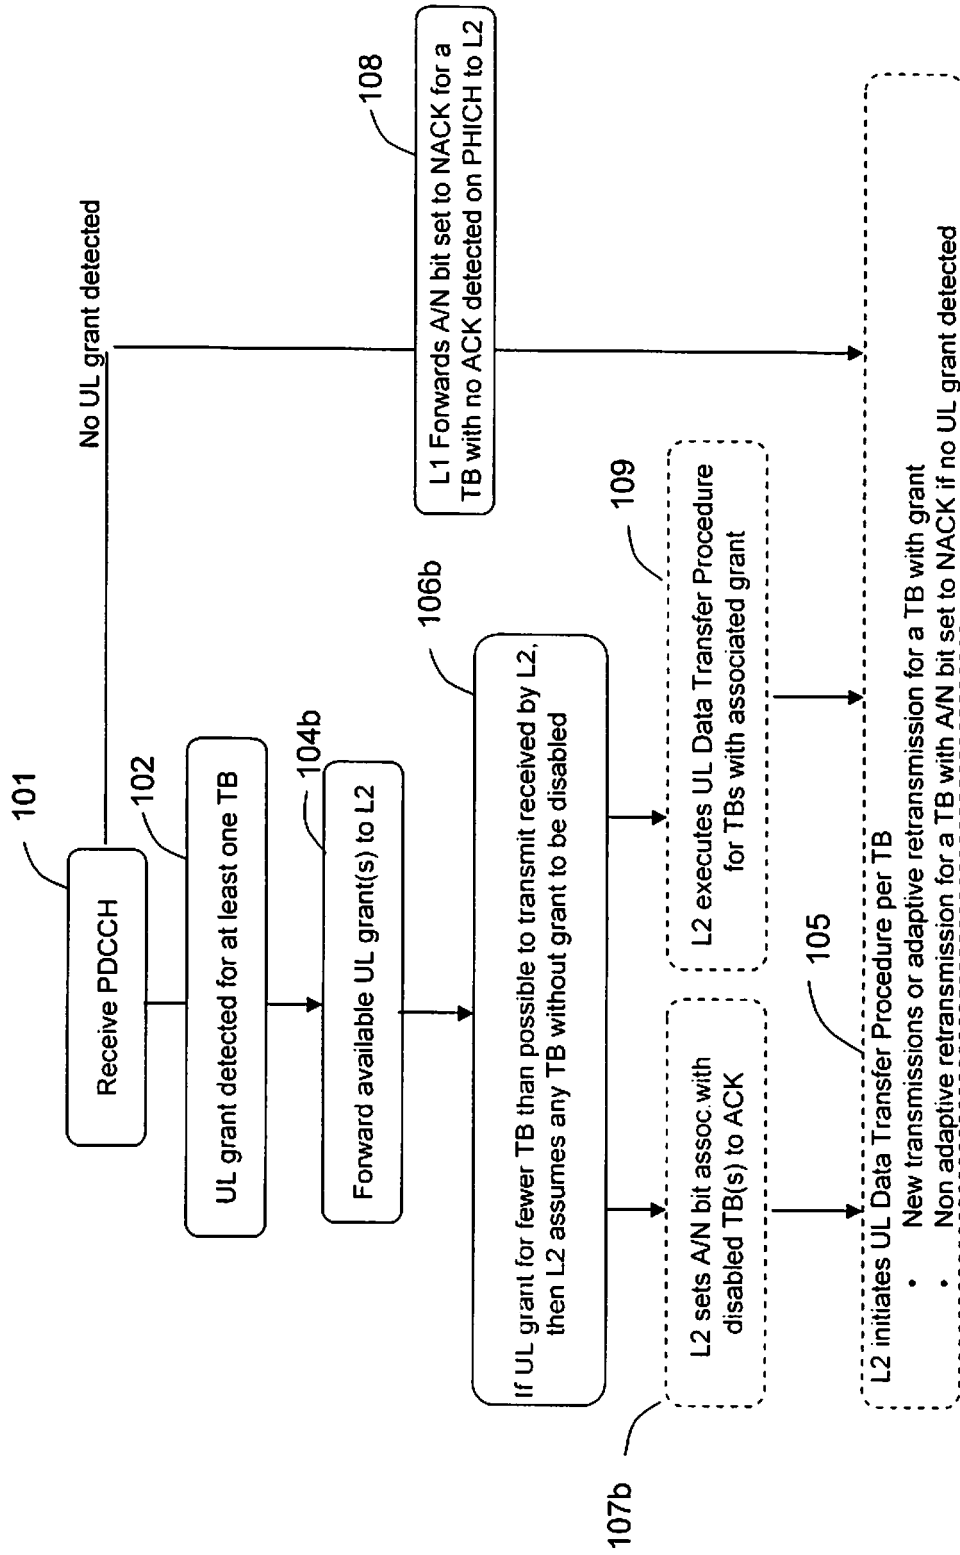 101
Receive PDCCH
No UL grant detected
102
UL grant detected for at least one TB
104b
Forward available UL grant(s) to L2
108
L1 Forwards A/N bit set to NACK for a
TB with no ACK detected on PHICH to L2
106b
If UL grant for fewer TB than possible to transmit received by L2,
then L2 assumes any TB without grant to be disabled
107b
L2 sets A/N bit assoc.with
disabled TB(s) to ACK
109
L2 executes UL Data Transfer Procedure
for TBs with associated grant
105
L2 initiates UL Data Transfer Procedure per TB
• New transmissions or adaptive retransmission for a TB with grant
• Non adaptive retransmission for a TB with A/N bit set to NACK if no UL grant detected